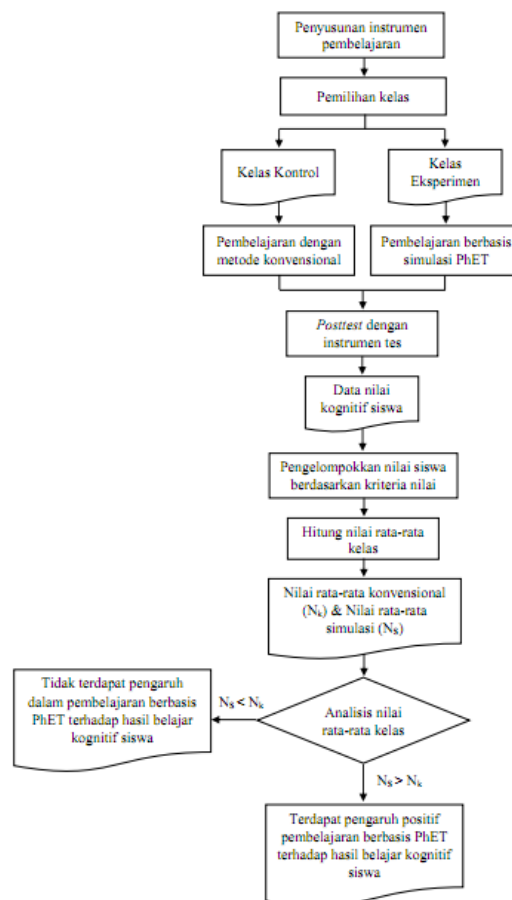 Penyusunan instrumen
pembelajaran
Pemilihan kelas
Kelas Kontrol
Kelas
Eksperimen
Pembelajaran dengan
metode konvensional
Pembelajaran berbasis
simulasi PhET
Posttest dengan
instrumen tes
Data nilai
kognitif siswa
Pengelompokkan nilai siswa
berdasarkan kriteria nilai
Hitung nilai rata-rata
kelas
Nilai rata-rata konvensional
(Nk) & Nilai rata-rata
simulasi (NS)
Tidak terdapat pengaruh
dalam pembelajaran berbasis
PhET terhadap hasil belajar
kognitif siswa
NS < Nk
Analisis nilai
rata-rata kelas
NS > Nk
Terdapat pengaruh positif
pembelajaran berbasis PhET
terhadap hasil belajar kognitif
siswa